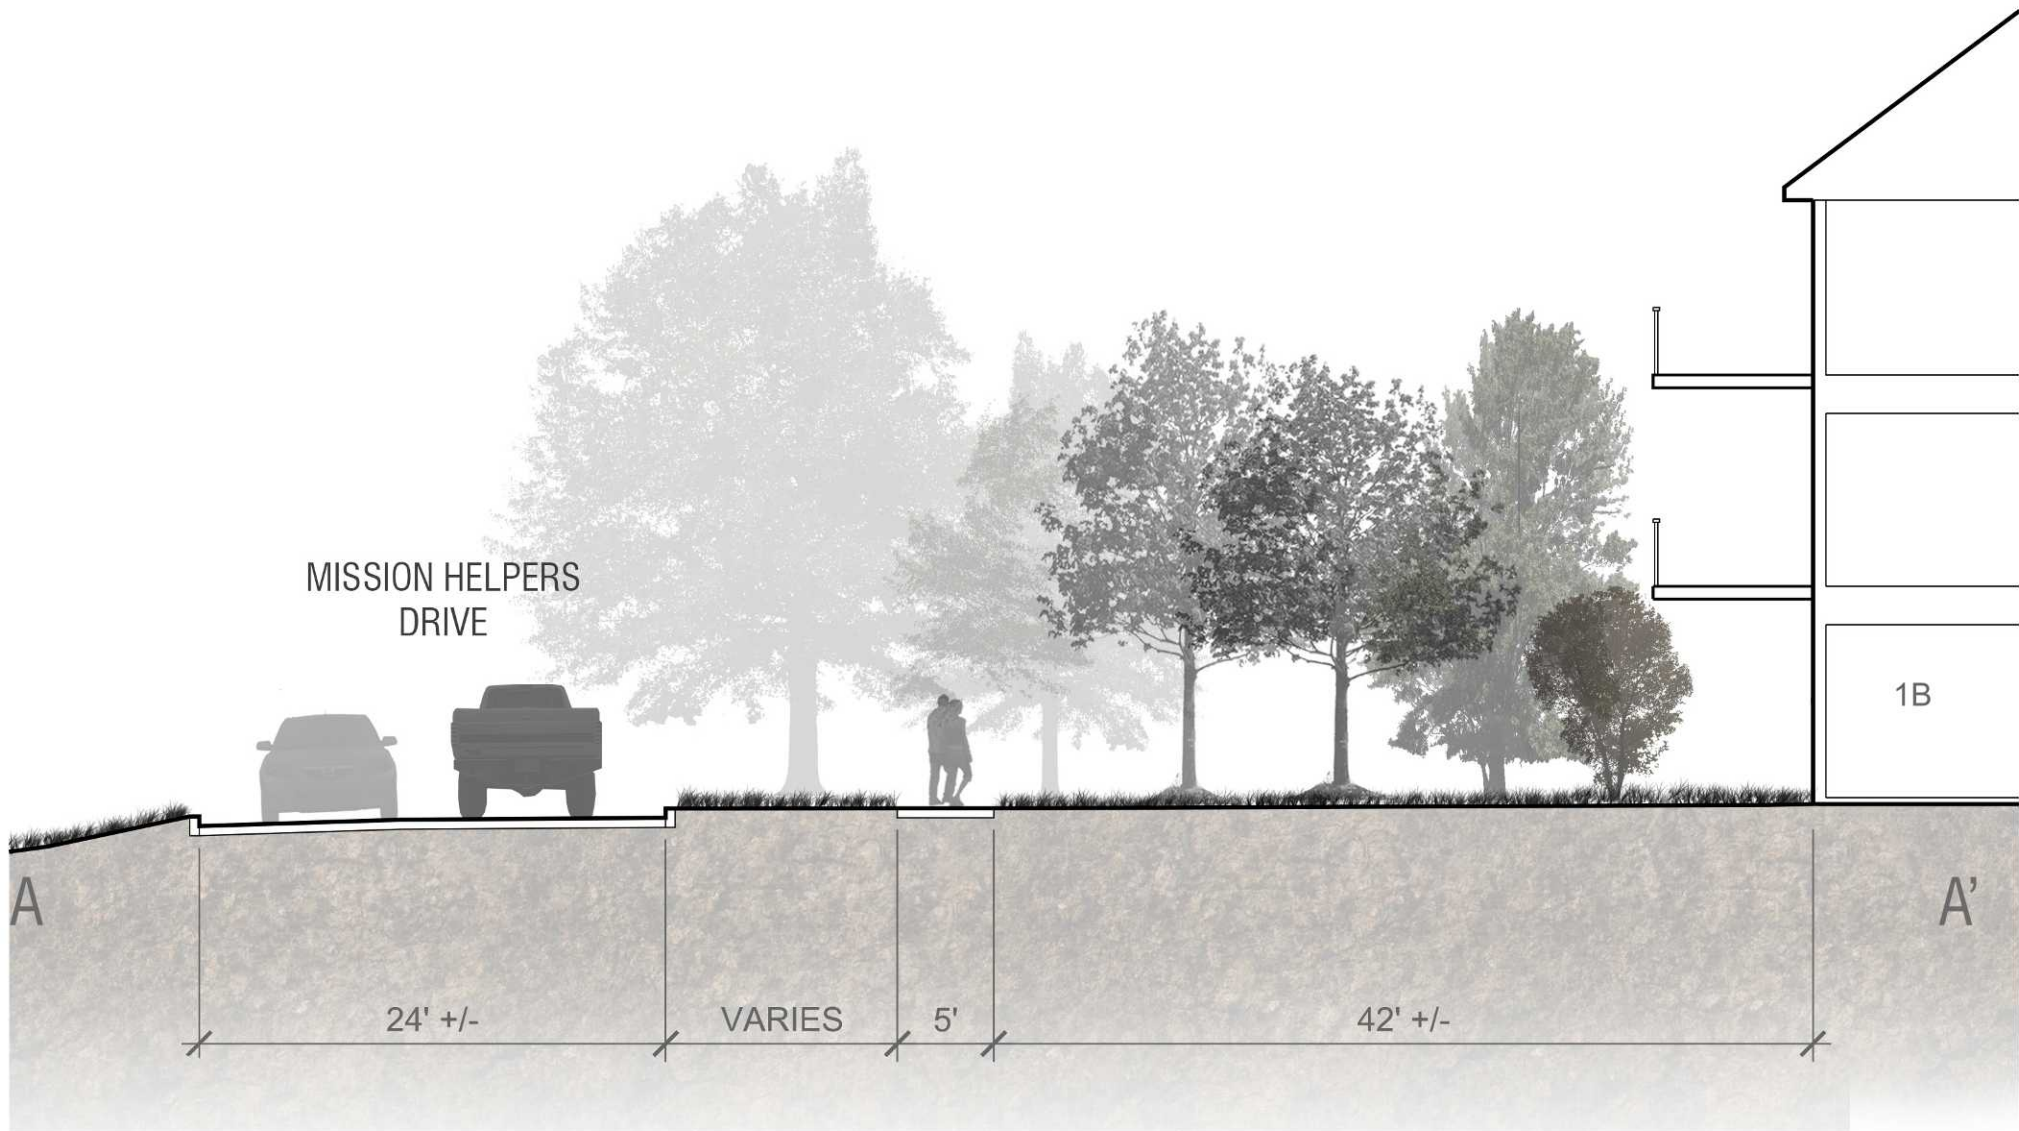 MISSION HELPERS
DRIVE
1B
A
A'
24' +/-
VARIES
5'
42' +/-